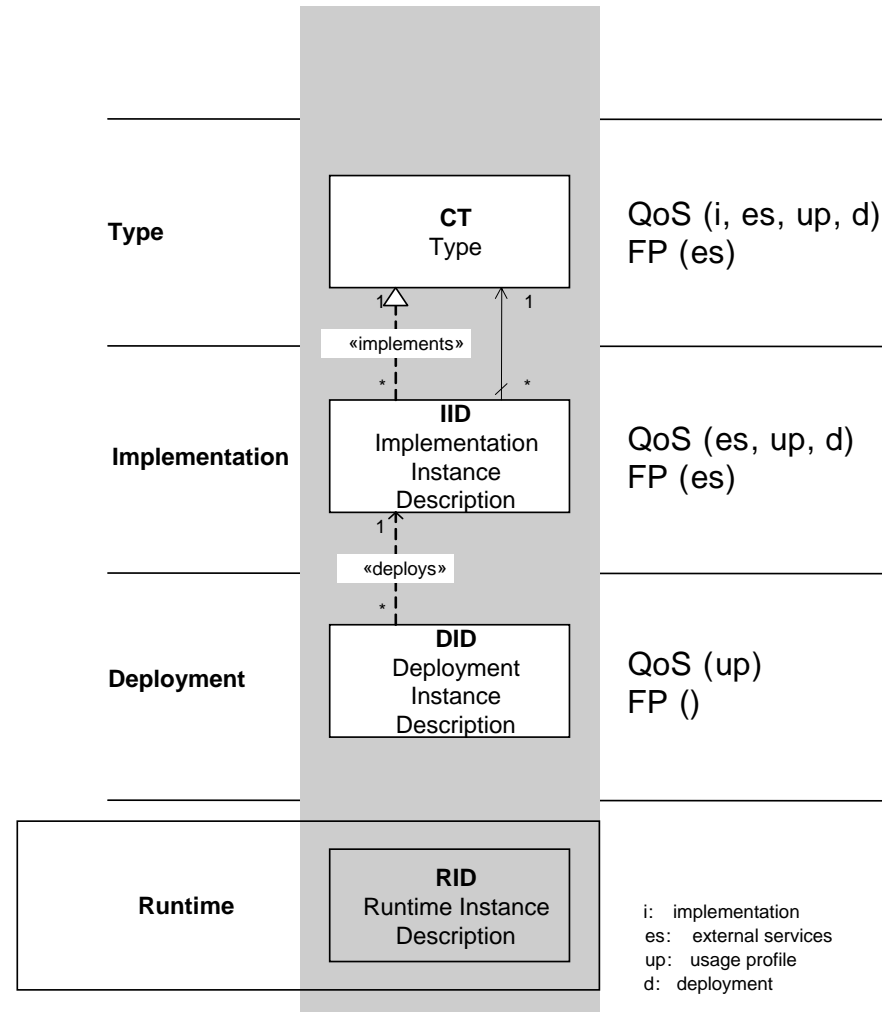 Type
CT
Type
QoS (i, es, up, d)
FP (es)
1
1
«implements»
*
*
Implementation
IID
Implementation
Instance
Description
QoS (es, up, d)
FP (es)
1
«deploys»
*
Deployment
DID
Deployment
Instance
Description
QoS (up)
FP ()
Runtime
RID
Runtime Instance
Description
i: implementation
es: external services
up: usage profile
d: deployment